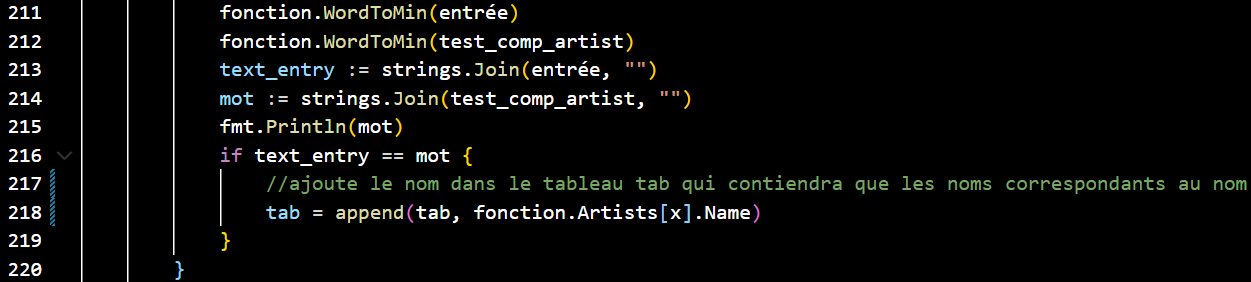 211 fonction.WordToMin(entrée)
212 fonction.WordToMin(test_comp_artist)
213 text_entry := strings.Join(entrée, "")
214 mot := strings.Join(test_comp_artist, "")
215 fmt.Println(mot)
216 if text_entry == mot {
217 //ajoute le nom dans le tableau tab qui contiendra que les noms correspondants au nom
218 tab = append(tab, fonction.Artists[x].Name)
219 }
220 }